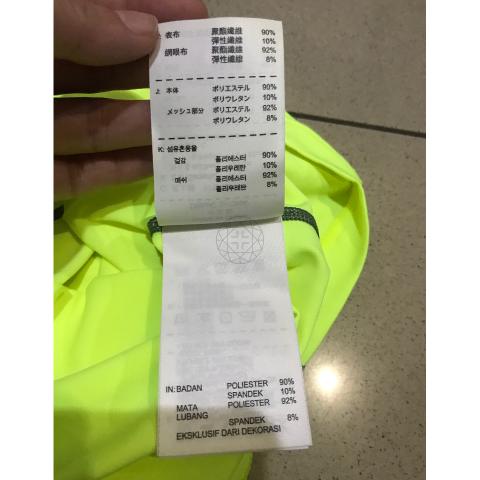 表布 聚酯纖維 90%
彈性纖維 10%
網眼布 聚酯纖維 92%
彈性纖維 8%
J: 本体 ポリエステル 90%
ポリウレタン 10%
メッシュ部分 ポリエステル 92%
ポリウレタン 8%
K: 섬유혼용율
겉감 폴리에스터 90%
폴리우레탄 10%
매쉬 폴리에스터 92%
폴리우레탄 8%
IN: BADAN POLIESTER 90%
SPANDEK 10%
MATA POLIESTER 92%
LUBANG
SPANDEK 8%
EKSKLUSIF DARI DEKORASI